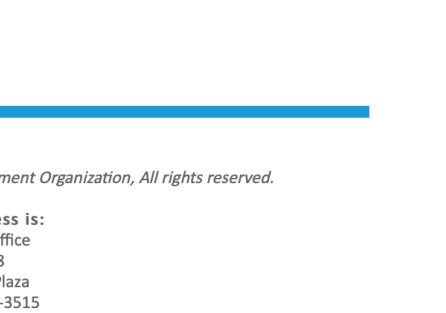 ment Organization, All rights reserved.
ess is:
ffice
3
Plaza
-3515